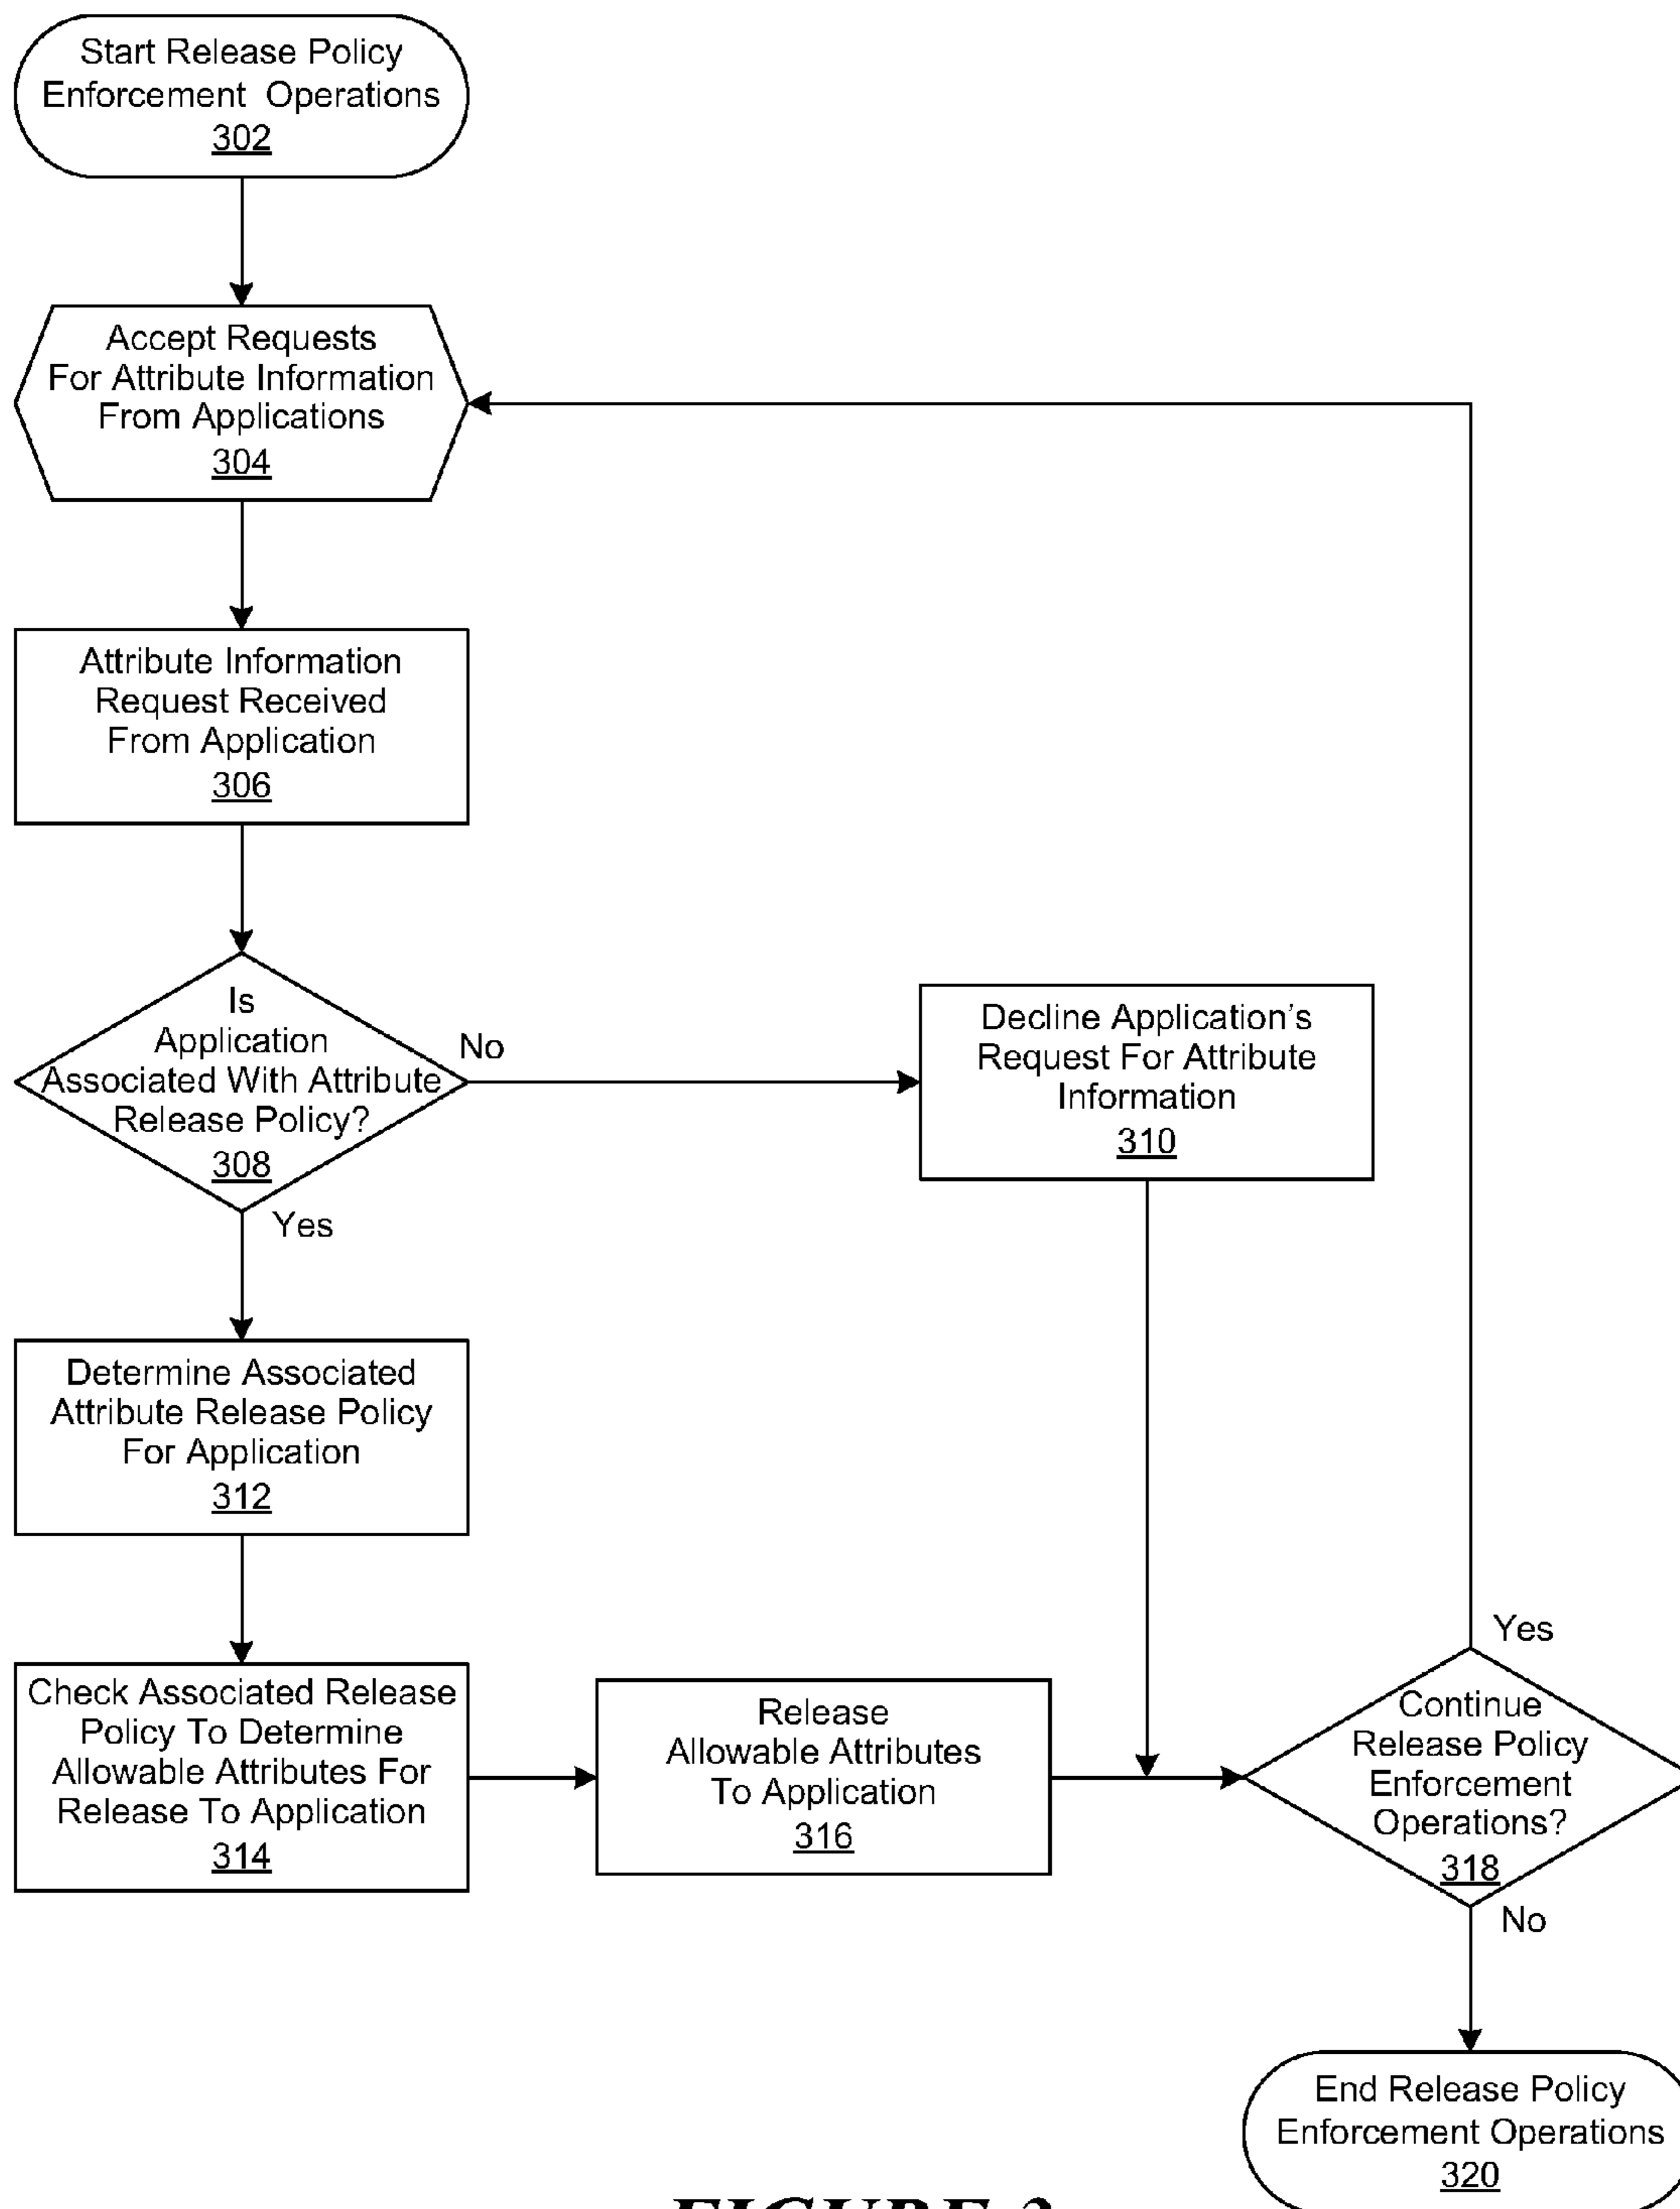 Start Release Policy
Enforcement Operations
302
Accept Requests
For Attribute Information
From Applications
304
Attribute Information
Request Received
From Application
306
Is
Application
Associated With Attribute
Release Policy?
308
No
Yes
Decline Application's
Request For Attribute
Information
310
Determine Associated
Attribute Release Policy
For Application
312
Check Associated Release
Policy To Determine
Allowable Attributes For
Release To Application
314
Release
Allowable Attributes
To Application
316
Yes
Continue
Release Policy
Enforcement
Operations?
318
No
End Release Policy
Enforcement Operations
320
FIGURE 3